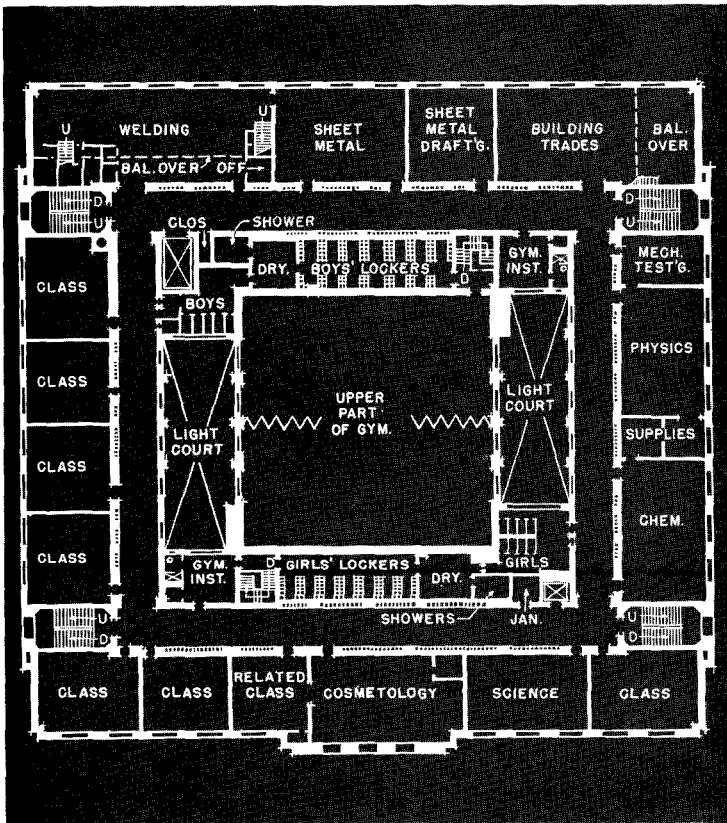 WELDING
U
U
BAL. OVER
OFF
SHEET
METAL
SHEET
METAL
DRAFT'G.
BUILDING
TRADES
BAL.
OVER
D
U
D
U
CLOS
SHOWER
DRY.
BOYS' LOCKERS
D
GYM.
INST.
MECH.
TEST'G.
CLASS
BOYS
PHYSICS
CLASS
LIGHT
COURT
UPPER
PART
OF GYM.
LIGHT
COURT
SUPPLIES
CLASS
CHEM.
CLASS
GYM.
INST.
D
GIRLS' LOCKERS
DRY.
GIRLS
SHOWERS
JAN.
U
D
U
D
CLASS
CLASS
RELATED
CLASS
COSMETOLOGY
SCIENCE
CLASS